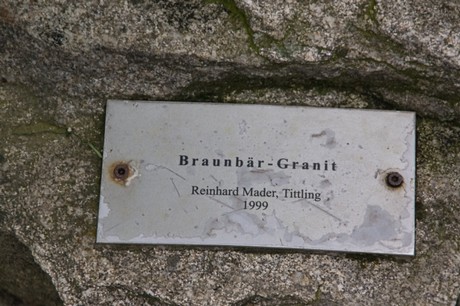 Braunbär-Granit
Reinhard Mader, Tittling
1999